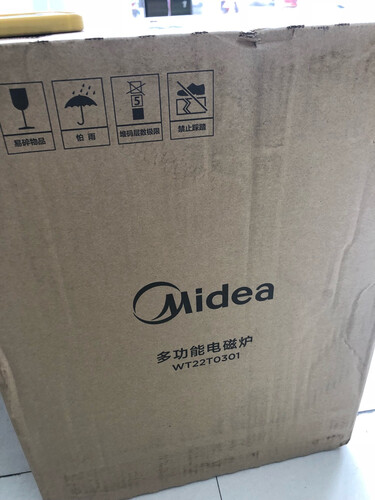 易碎物品
怕雨
5
堆码层数极限
禁止踩踏
Midea
多功能电磁炉
WT22T0301